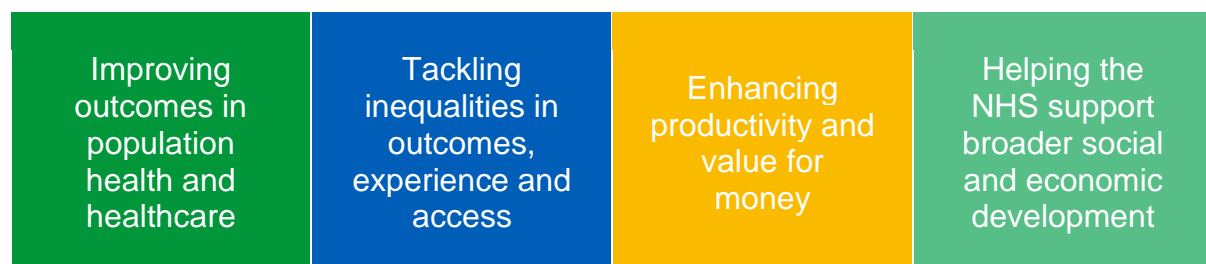 Improving
outcomes in
population
health and
healthcare
Tackling
inequalities in
outcomes,
experience and
access
Enhancing
productivity and
value for
money
Helping the
NHS support
broader social
and economic
development